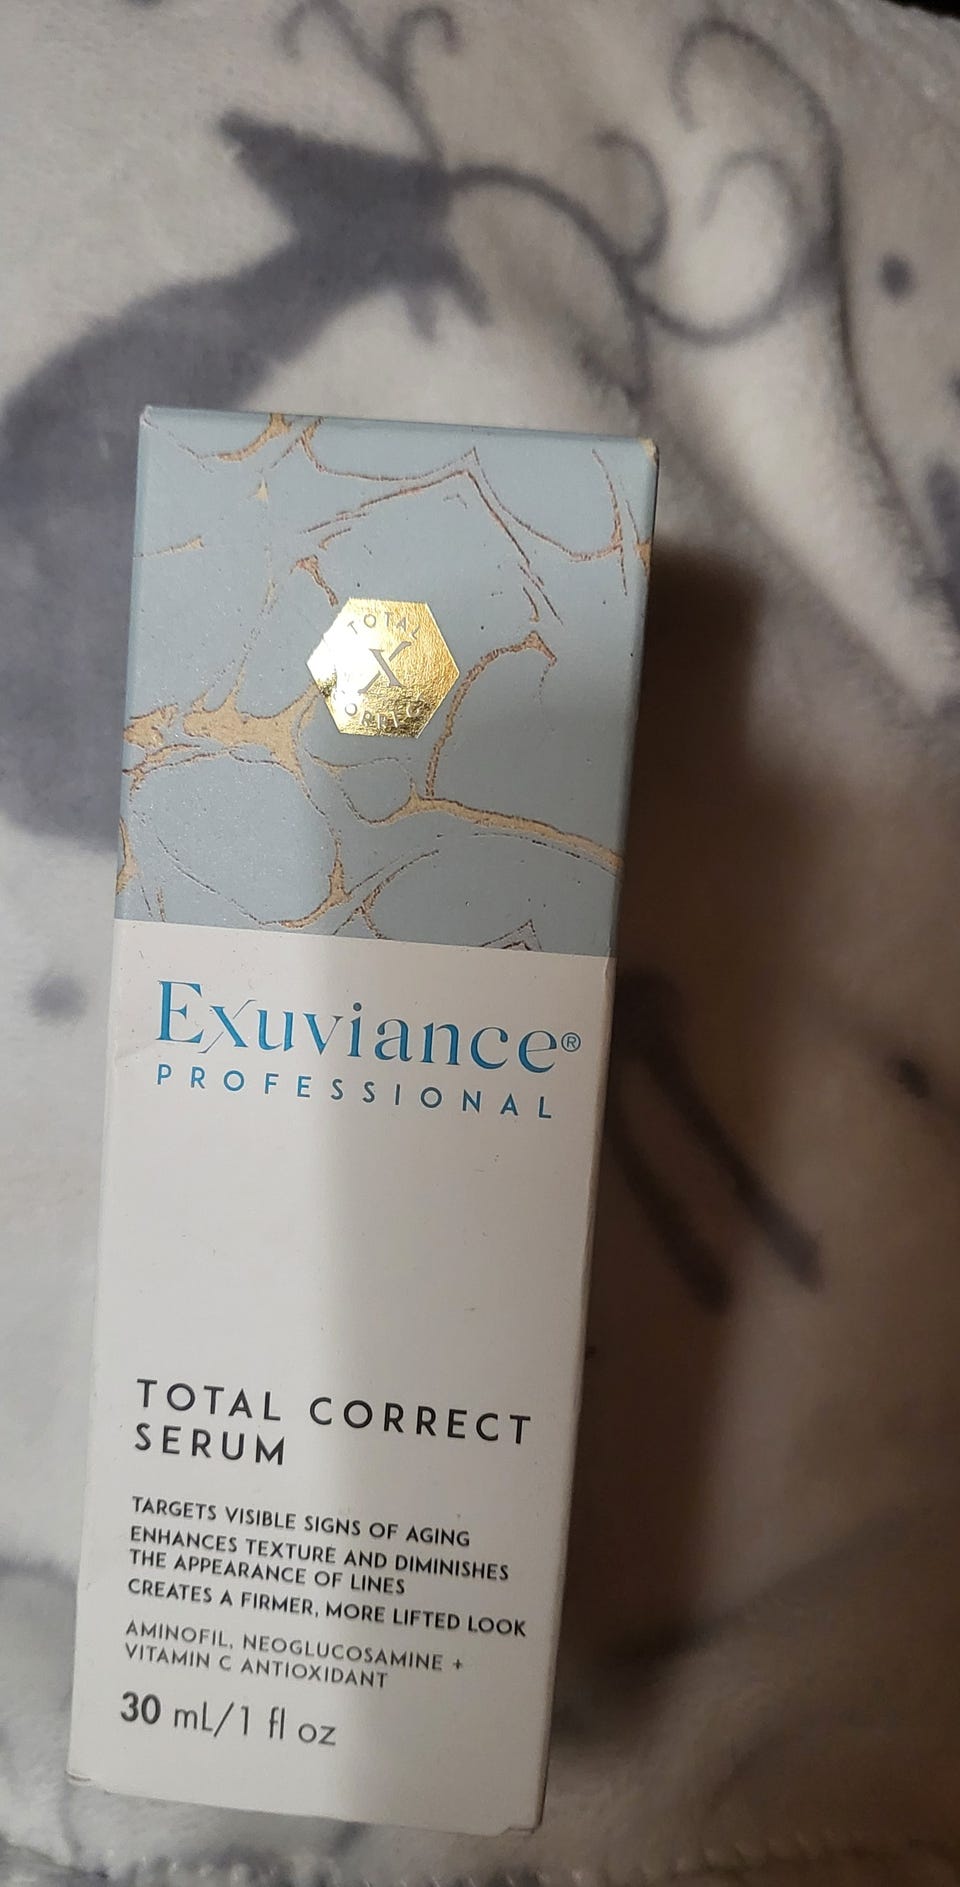 TOTAL
X
CORRECT
Exuviance®
PROFESSIONAL
TOTAL CORRECT
SERUM
TARGETS VISIBLE SIGNS OF AGING
ENHANCES TEXTURE AND DIMINISHES
THE APPEARANCE OF LINES
CREATES A FIRMER, MORE LIFTED LOOK
AMINOFIL, NEOGLUCOSAMINE +
VITAMIN C ANTIOXIDANT
30 mL/1 fl oz